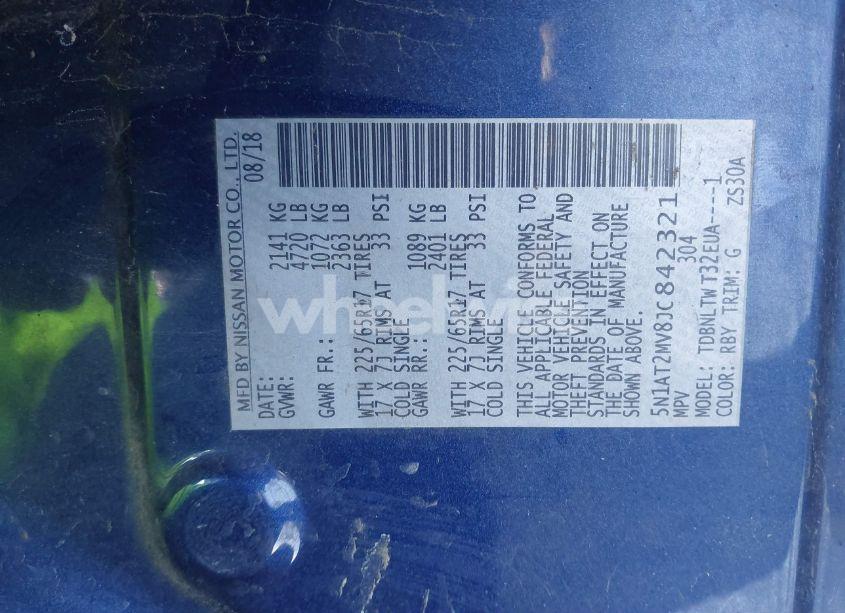 MFD BY NISSAN MOTOR CO., LTD.
DATE: 08/18
GVWR: 2141 KG
4720 LB
GAWR FR.: 1072 KG
2363 LB
WITH 225/65R17 TIRES
17 X 7J RIMS AT 33 PSI
COLD SINGLE
GAWR RR.: 1089 KG
2401 LB
WITH 225/65R17 TIRES
17 X 7J RIMS AT 33 PSI
COLD SINGLE
THIS VEHICLE CONFORMS TO
ALL APPLICABLE FEDERAL
MOTOR VEHICLE SAFETY AND
THEFT PREVENTION
STANDARDS IN EFFECT ON
THE DATE OF MANUFACTURE
SHOWN ABOVE.
5N1AT2MV8JC842321
MPV 304
MODEL: TDBNLTW T32EUA----1
COLOR: RBY TRIM: G ZS30A